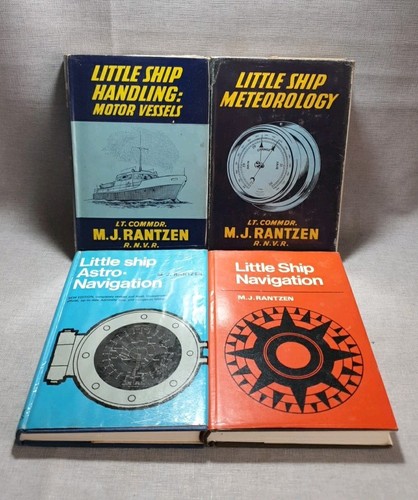 LITTLE SHIP
HANDLING:
MOTOR VESSELS
LT. COMMDR.
M.J. RANTZEN
R.N.V.R.
LITTLE SHIP
METEOROLOGY
LT. COMMDR.
M.J. RANTZEN
R.N.V.R.
Little ship
Astro-
Navigation
M.J. RANTZEN
Little Ship
Navigation
M.J. RANTZEN